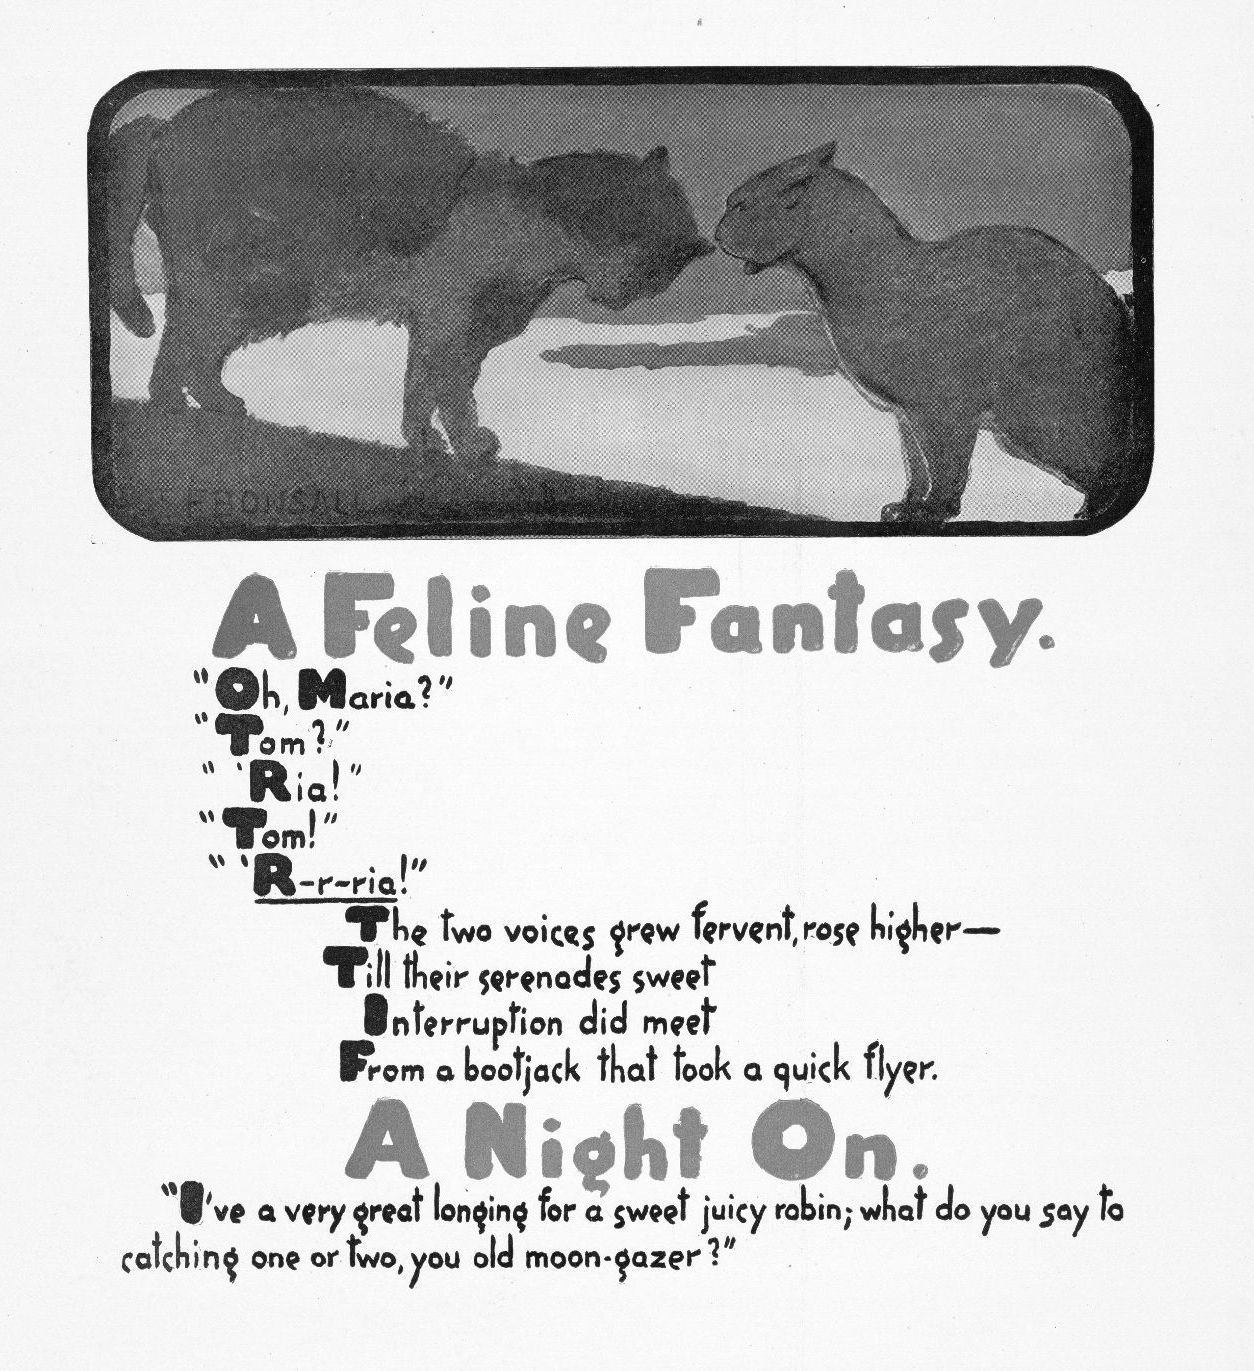 E BONSALL
A Feline Fantasy.
"Oh, Maria?"
"Tom?"
"'Ria!"
"Tom!"
"'R-r-ria!"
The two voices grew fervent, rose higher—
Till their serenades sweet
Interruption did meet
From a bootjack that took a quick flyer.
A Night On.
"I've a very great longing for a sweet juicy robin; what do you say to
catching one or two, you old moon-gazer?"